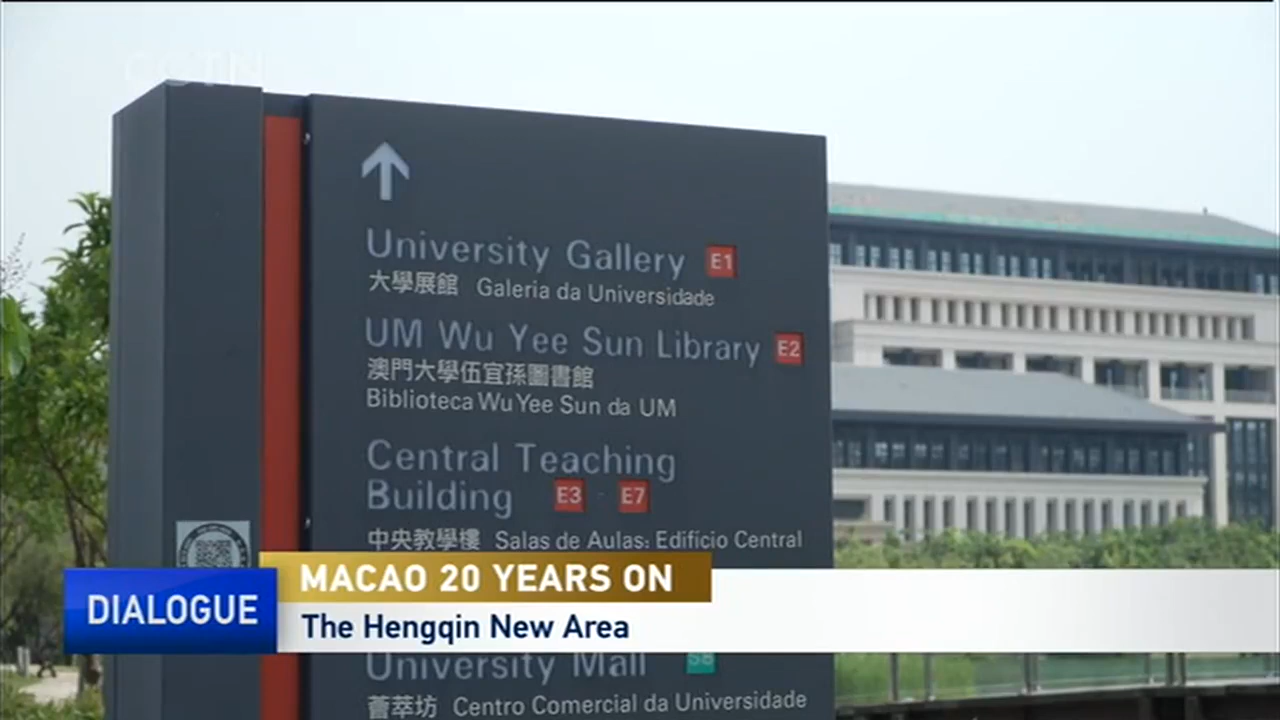 CGTN
University Gallery E1
大學展館 Galeria da Universidade
UM Wu Yee Sun Library E2
澳門大學伍宜孫圖書館
Biblioteca Wu Yee Sun da UM
Central Teaching
Building E3 - E7
中央教學樓 Salas de Aulas: Edifício Central
MACAO 20 YEARS ON
DIALOGUE
The Hengqin New Area
University Mall S8
薈萃坊 Centro Comercial da Universidade